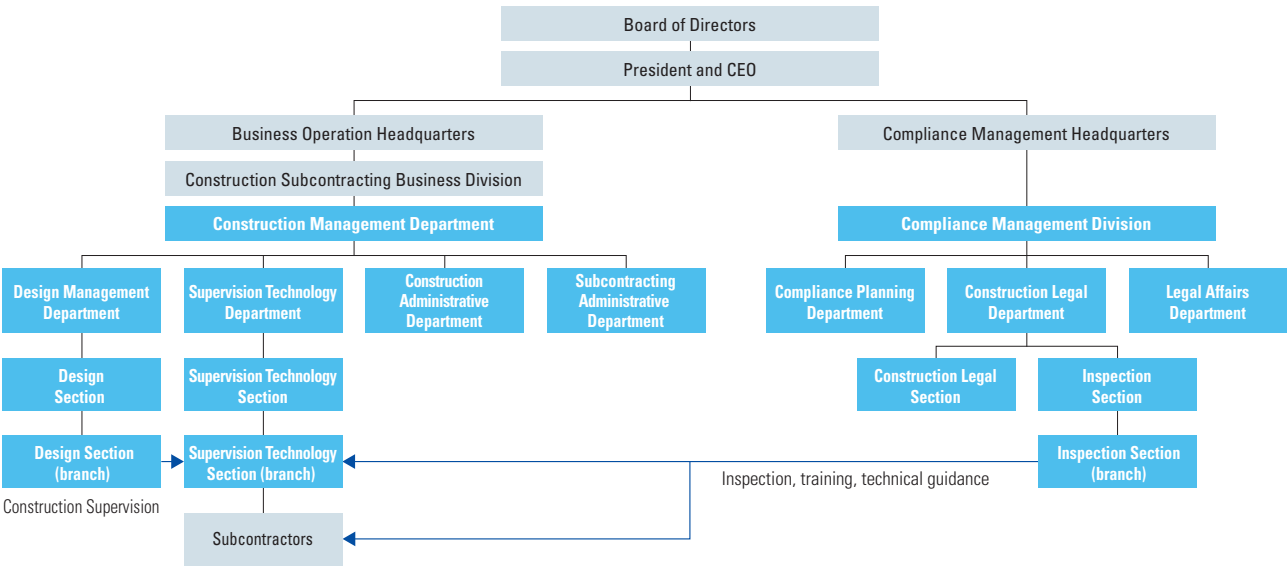 Board of Directors
President and CEO
Business Operation Headquarters
Compliance Management Headquarters
Construction Subcontracting Business Division
Construction Management Department
Compliance Management Division
Design Management
Department
Supervision Technology
Department
Construction
Administrative
Department
Subcontracting
Administrative
Department
Compliance Planning
Department
Construction Legal
Department
Legal Affairs
Department
Design
Section
Supervision Technology
Section
Construction Legal
Section
Inspection
Section
Design Section
(branch)
Supervision Technology
Section (branch)
Inspection Section
(branch)
Inspection, training, technical guidance
Construction Supervision
Subcontractors